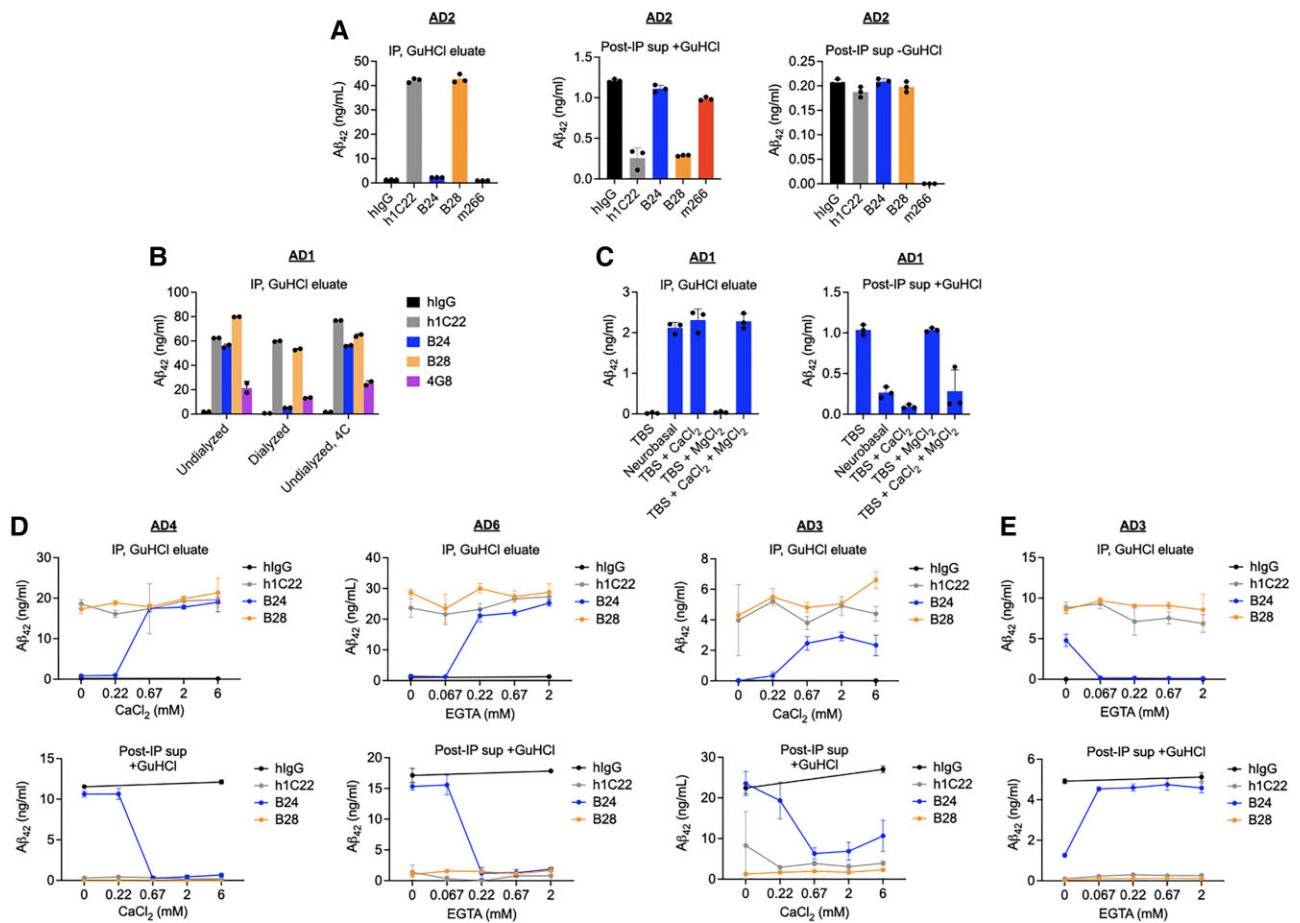 A
AD2
IP, GuHCl eluate
Aβ42 (ng/mL)
50
40
30
20
10
0
hIgG
h1C22
B24
B28
m266
AD2
Post-IP sup +GuHCl
Aβ42 (ng/ml)
1.5
1.0
0.5
0.0
hIgG
h1C22
B24
B28
m266
AD2
Post-IP sup -GuHCl
Aβ42 (ng/ml)
0.25
0.20
0.15
0.10
0.05
0.00
hIgG
h1C22
B24
B28
m266
B
AD1
IP, GuHCl eluate
Aβ42 (ng/ml)
100
80
60
40
20
0
Undialyzed
Dialyzed
Undialyzed, 4C
hIgG
h1C22
B24
B28
4G8
C
AD1
IP, GuHCl eluate
Aβ42 (ng/ml)
3
2
1
0
TBS
Neurobasal
TBS + CaCl2
TBS + MgCl2
TBS + CaCl2 + MgCl2
AD1
Post-IP sup +GuHCl
Aβ42 (ng/ml)
1.5
1.0
0.5
0.0
TBS
Neurobasal
TBS + CaCl2
TBS + MgCl2
TBS + CaCl2 + MgCl2
D
AD4
IP, GuHCl eluate
Aβ42 (ng/ml)
30
20
10
0
0 0.22 0.67 2 6
CaCl2 (mM)
hIgG
h1C22
B24
B28
AD6
IP, GuHCl eluate
Aβ42 (ng/mL)
40
30
20
10
0
0 0.067 0.22 0.67 2
EGTA (mM)
hIgG
h1C22
B24
B28
AD3
IP, GuHCl eluate
Aβ42 (ng/ml)
8
6
4
2
0
0 0.22 0.67 2 6
CaCl2 (mM)
hIgG
h1C22
B24
B28
E
AD3
IP, GuHCl eluate
Aβ42 (ng/ml)
15
10
5
0
0 0.067 0.22 0.67 2
EGTA (mM)
hIgG
h1C22
B24
B28
Post-IP sup
+GuHCl
Aβ42 (ng/ml)
15
10
5
0
0 0.22 0.67 2 6
CaCl2 (mM)
hIgG
h1C22
B24
B28
Post-IP sup +GuHCl
Aβ42 (ng/ml)
20
15
10
5
0
0 0.067 0.22 0.67 2
EGTA (mM)
hIgG
h1C22
B24
B28
Post-IP sup
+GuHCl
Aβ42 (ng/mL)
30
20
10
0
0 0.22 0.67 2 6
CaCl2 (mM)
hIgG
h1C22
B24
B28
Post-IP sup +GuHCl
Aβ42 (ng/ml)
6
4
2
0
0 0.067 0.22 0.67 2
EGTA (mM)
hIgG
h1C22
B24
B28